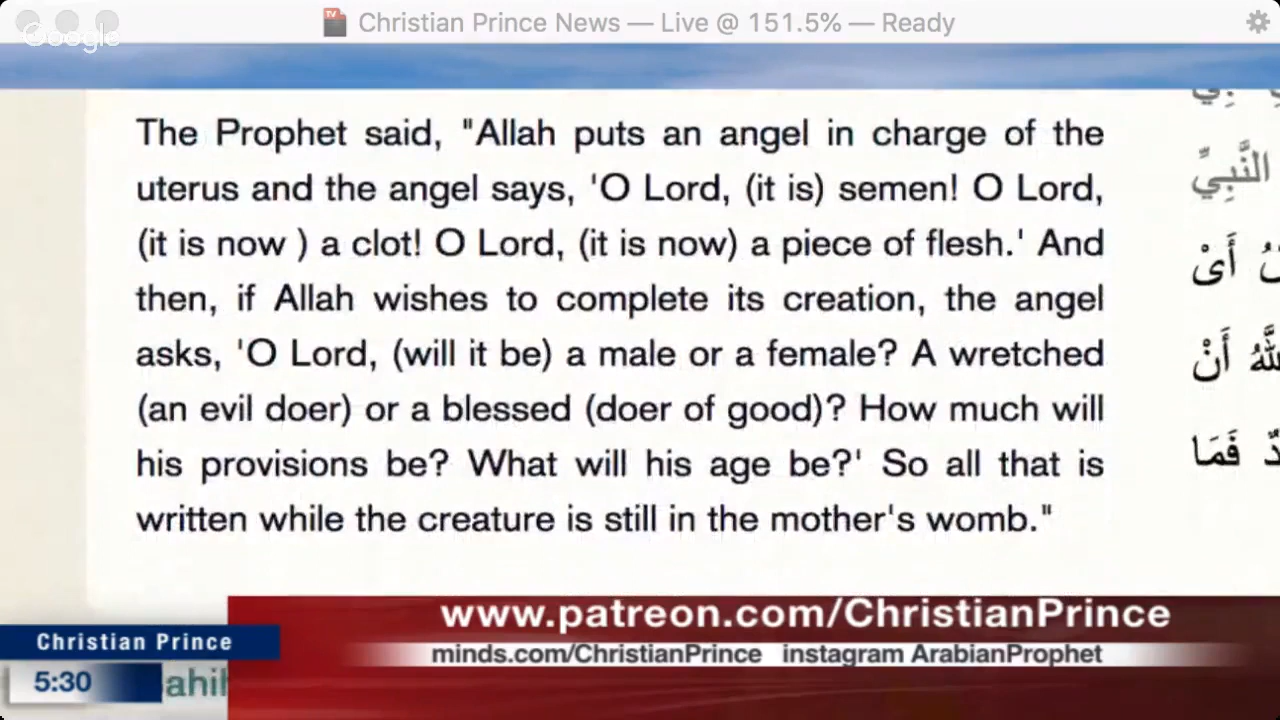 Christian Prince News — Live @ 151.5% — Ready
Google
The Prophet said, "Allah puts an angel in charge of the
uterus and the angel says, 'O Lord, (it is) semen! O Lord,
(it is now ) a clot! O Lord, (it is now) a piece of flesh.' And
then, if Allah wishes to complete its creation, the angel
asks, 'O Lord, (will it be) a male or a female? A wretched
(an evil doer) or a blessed (doer of good)? How much will
his provisions be? What will his age be?' So all that is
written while the creature is still in the mother's womb."
النَّبِيِّ
أَىْ
أَنْ
فَمَا
www.patreon.com/ChristianPrince
Christian Prince
minds.com/ChristianPrince instagram ArabianProphet
5:30